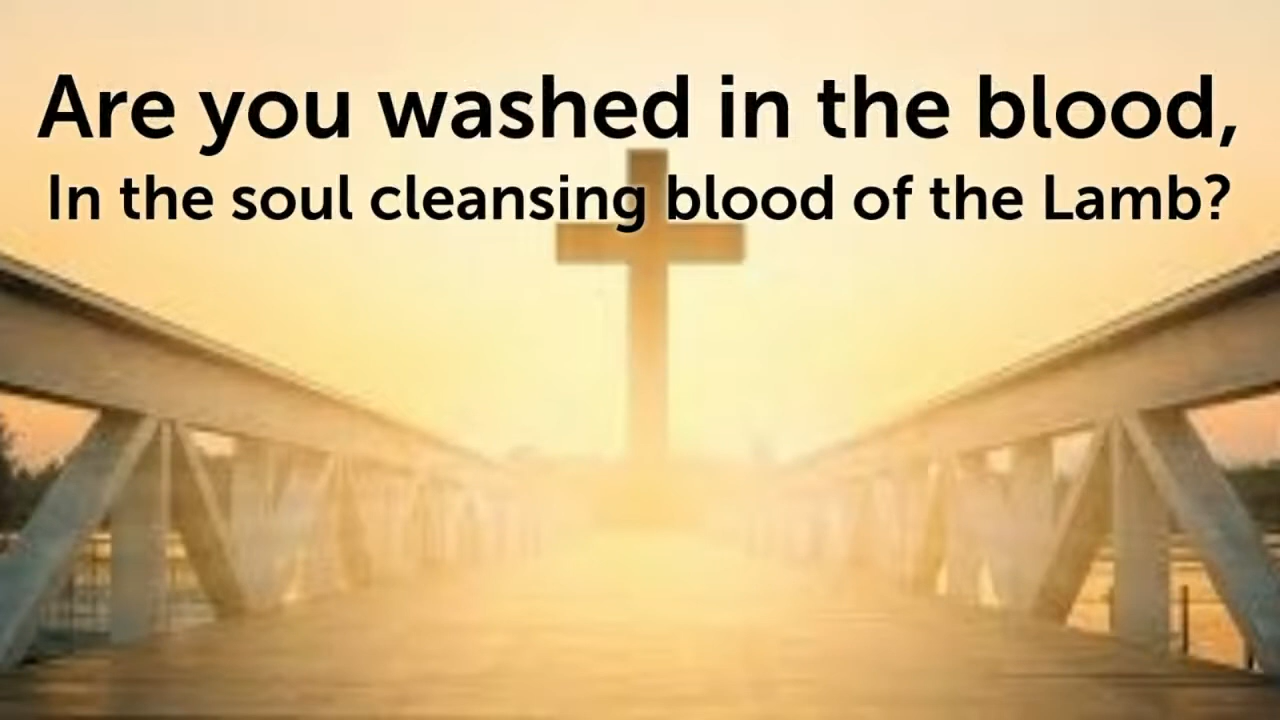 Are you washed in the blood,
In the soul cleansing blood of the Lamb?